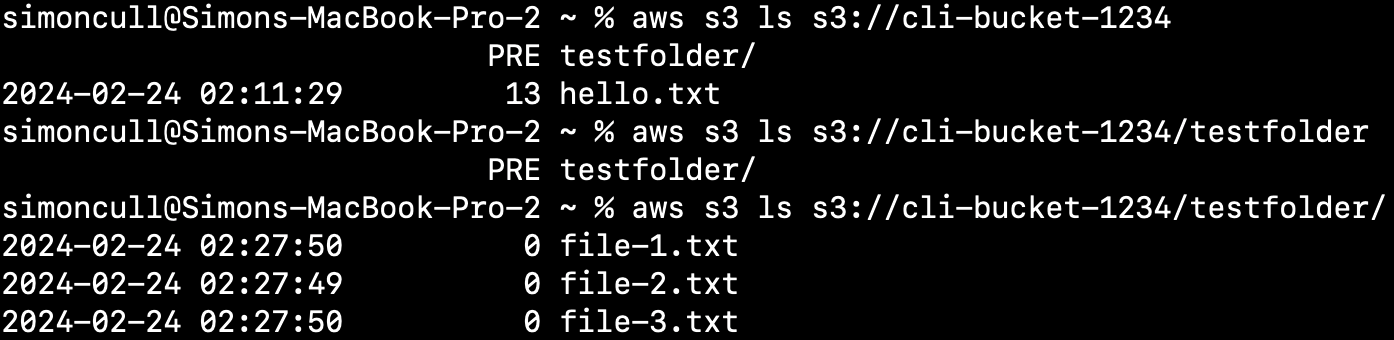 simoncull@Simons-MacBook-Pro-2 ~ % aws s3 ls s3://cli-bucket-1234
PRE testfolder/
2024-02-24 02:11:29 13 hello.txt
simoncull@Simons-MacBook-Pro-2 ~ % aws s3 ls s3://cli-bucket-1234/testfolder
PRE testfolder/
simoncull@Simons-MacBook-Pro-2 ~ % aws s3 ls s3://cli-bucket-1234/testfolder/
2024-02-24 02:27:50 0 file-1.txt
2024-02-24 02:27:49 0 file-2.txt
2024-02-24 02:27:50 0 file-3.txt